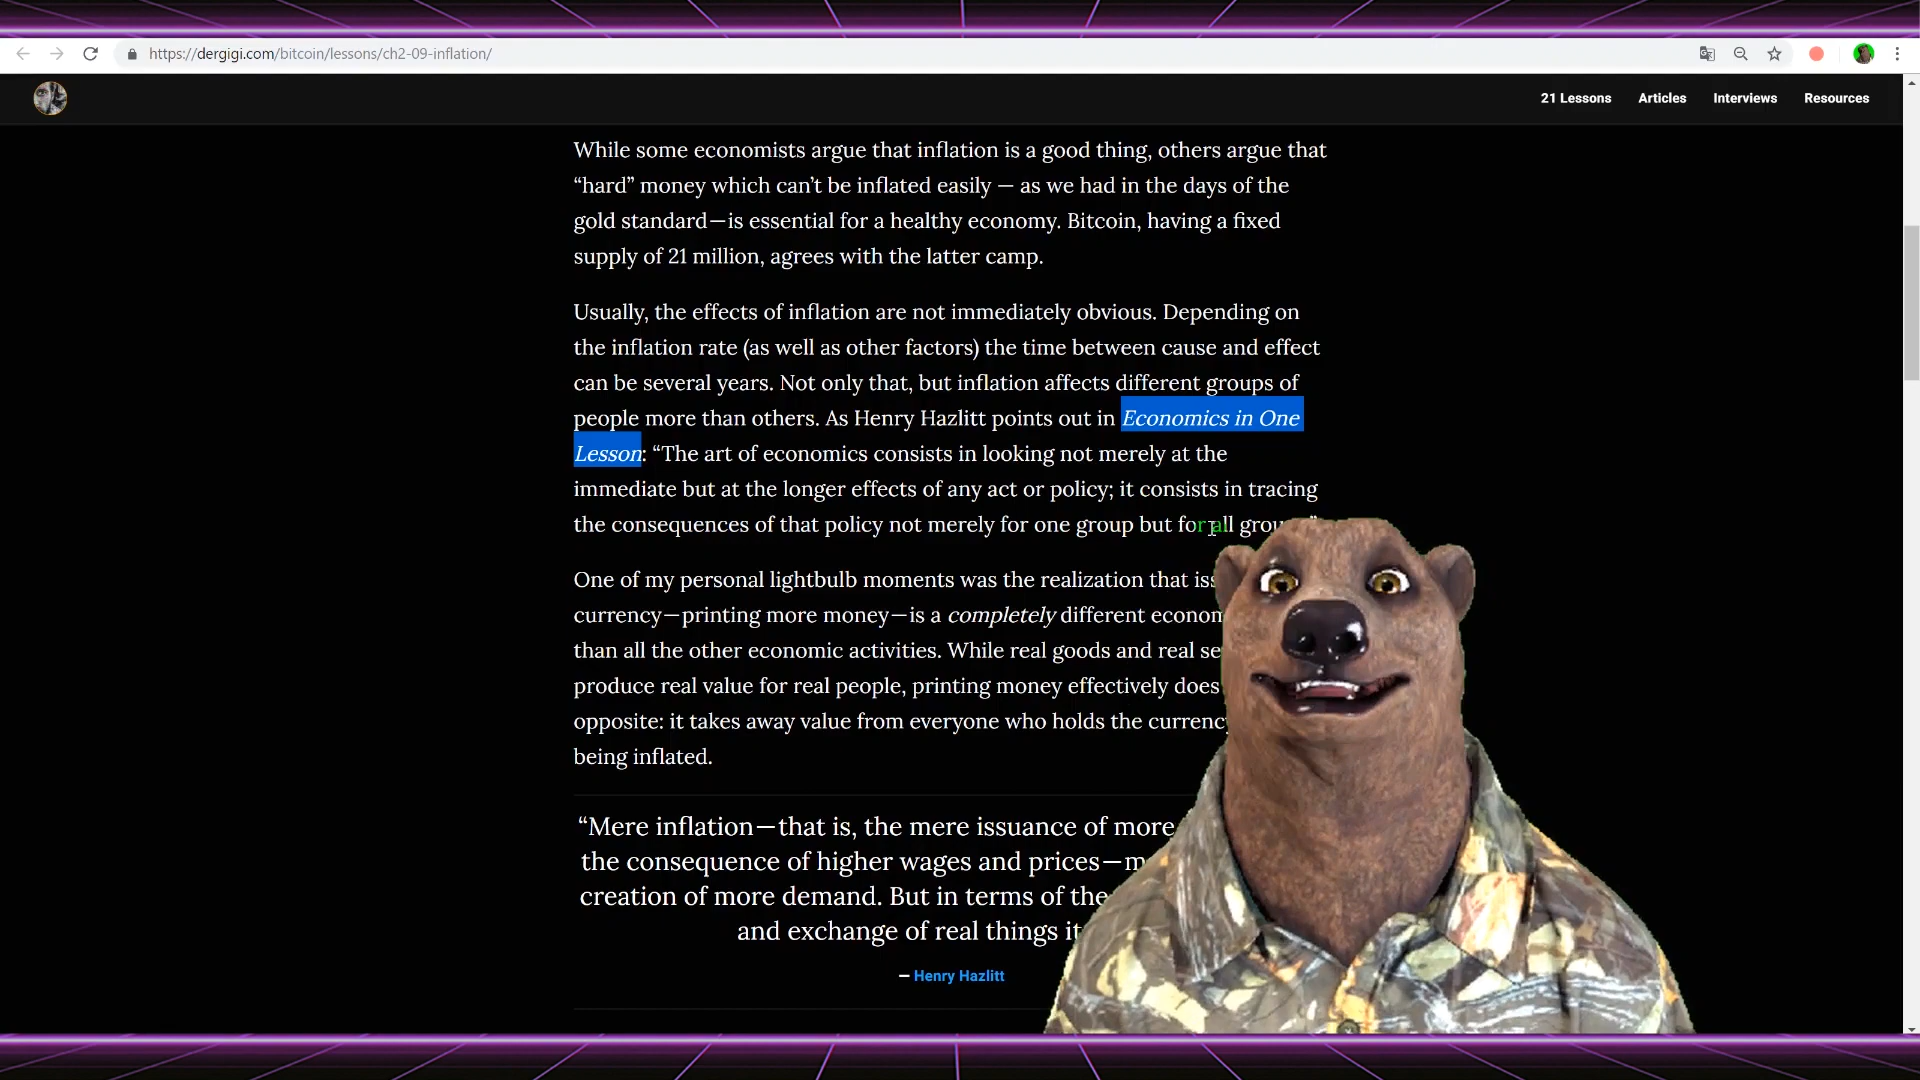 https://dergigi.com/bitcoin/lessons/ch2-09-inflation/
21 Lessons Articles Interviews Resources
While some economists argue that inflation is a good thing, others argue that
“hard” money which can’t be inflated easily — as we had in the days of the
gold standard—is essential for a healthy economy. Bitcoin, having a fixed
supply of 21 million, agrees with the latter camp.
Usually, the effects of inflation are not immediately obvious. Depending on
the inflation rate (as well as other factors) the time between cause and effect
can be several years. Not only that, but inflation affects different groups of
people more than others. As Henry Hazlitt points out in Economics in One
Lesson: “The art of economics consists in looking not merely at the
immediate but at the longer effects of any act or policy; it consists in tracing
the consequences of that policy not merely for one group but for all
One of my personal lightbulb moments was the realization that
currency—printing more money—is a completely different
than all the other economic activities. While real goods and real
produce real value for real people, printing money effectively does
opposite: it takes away value from everyone who holds the
being inflated.
“Mere inflation—that is, the mere issuance of more
the consequence of higher wages and prices—
creation of more demand. But in terms of the
and exchange of real things
— Henry Hazlitt